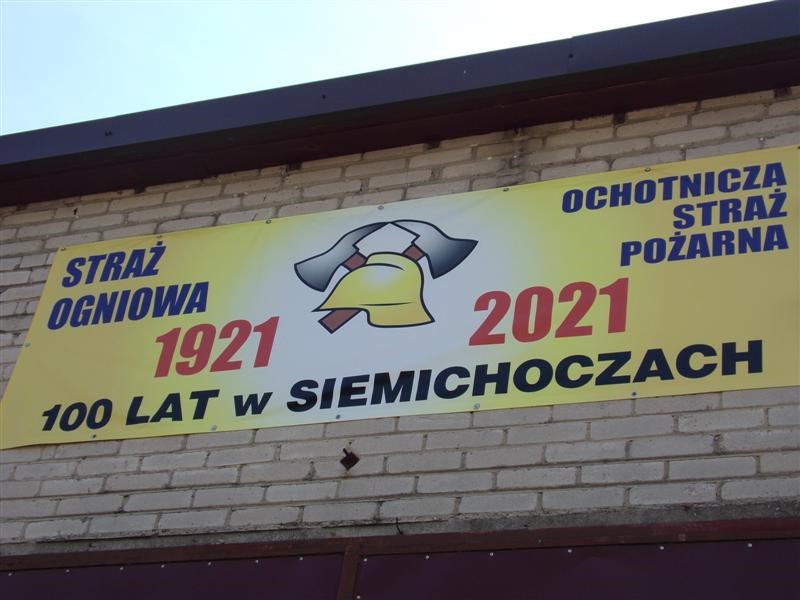 STRAŻ
OGNIOWA
1921
OCHOTNICZA
STRAŻ
POŻARNA
2021
100 LAT w SIEMICHOCZACH